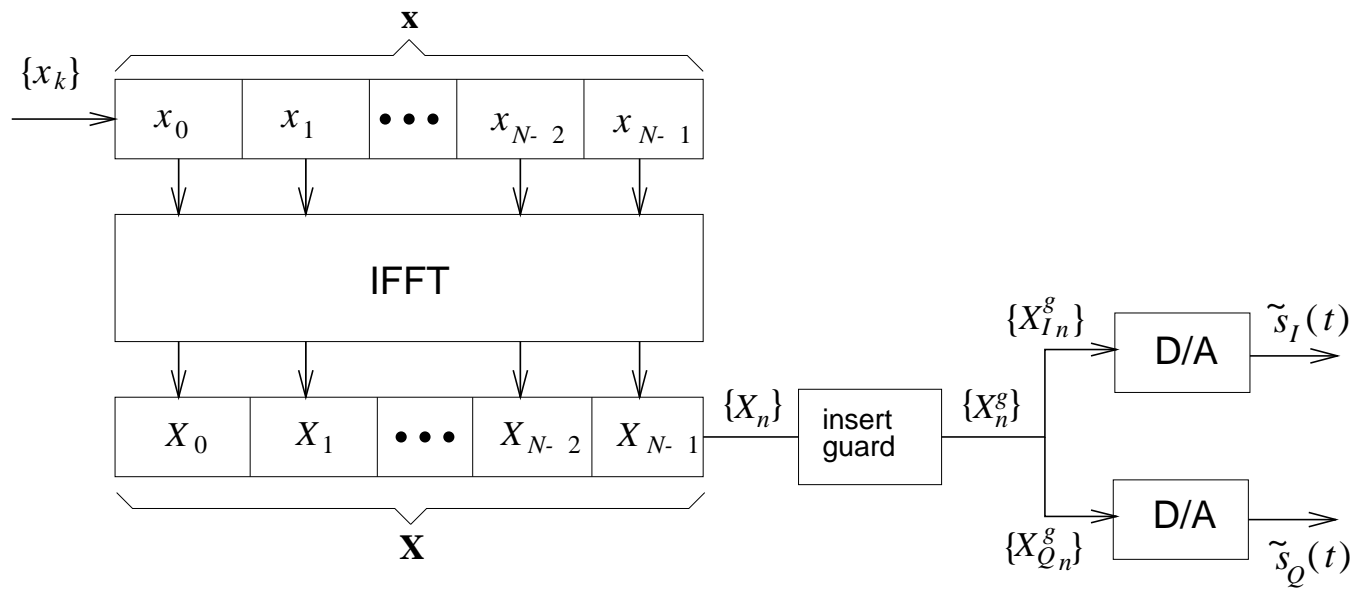 x
{x_k}
x_0 x_1 ••• x_{N-2} x_{N-1}
IFFT
X_0 X_1 ••• X_{N-2} X_{N-1}
X
{X_n}
insert
guard
{X_n^g}
{X_{I n}^g}
D/A
s̃_I(t)
{X_{Q n}^g}
D/A
s̃_Q(t)